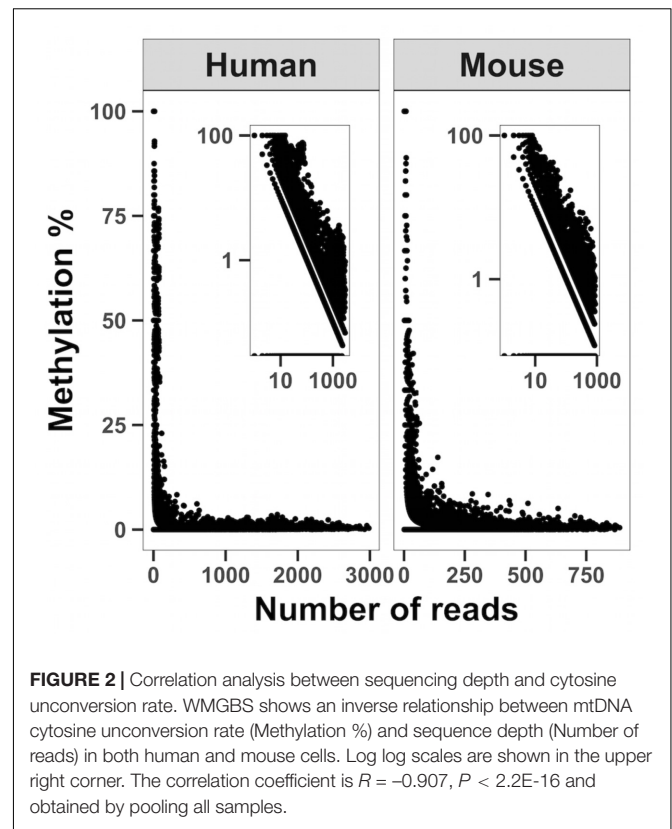 Human
Mouse
Methylation %
100
75
50
25
0
100
1
10 1000
100
1
10 1000
0 1000 2000 3000
0 250 500 750
Number of reads
FIGURE 2 | Correlation analysis between sequencing depth and cytosine
unconversion rate. WMGBS shows an inverse relationship between mtDNA
cytosine unconversion rate (Methylation %) and sequence depth (Number of
reads) in both human and mouse cells. Log log scales are shown in the upper
right corner. The correlation coefficient is R = –0.907, P < 2.2E-16 and
obtained by pooling all samples.